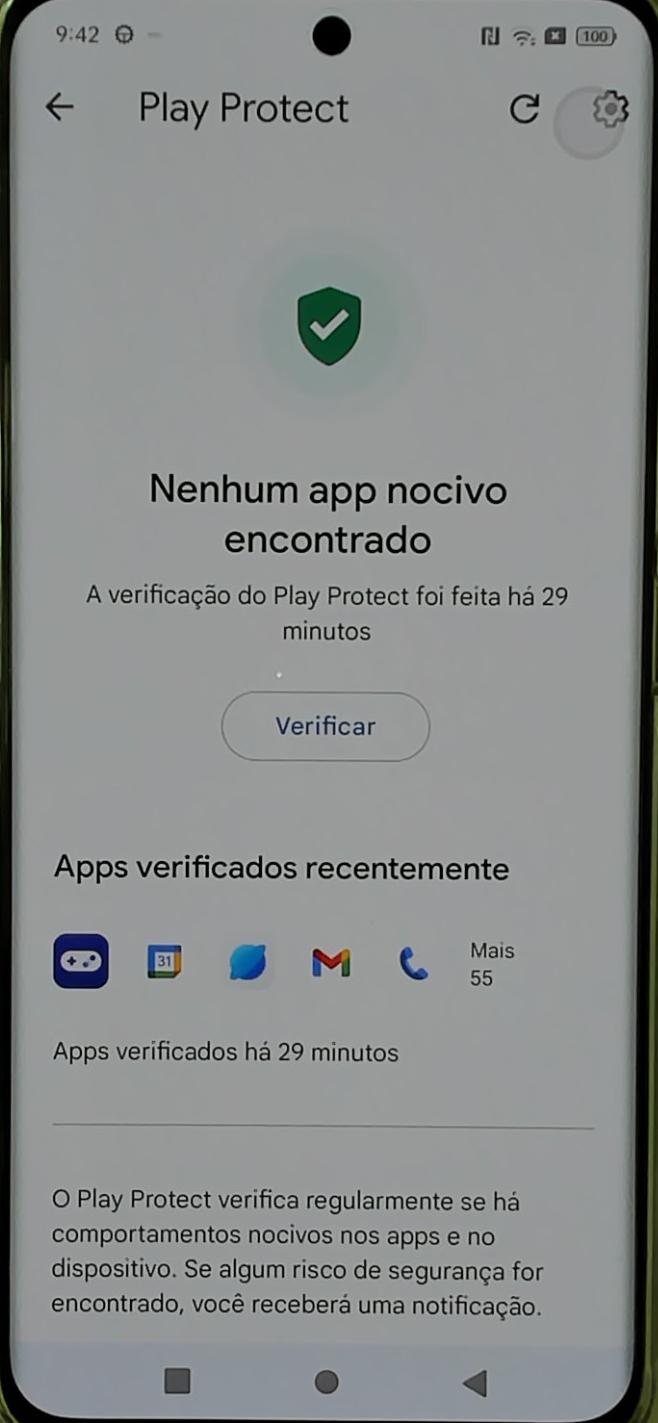 9:42
100
Play Protect
Nenhum app nocivo
encontrado
A verificação do Play Protect foi feita há 29
minutos
Verificar
Apps verificados recentemente
31
Mais
55
Apps verificados há 29 minutos
O Play Protect verifica regularmente se há
comportamentos nocivos nos apps e no
dispositivo. Se algum risco de segurança for
encontrado, você receberá uma notificação.